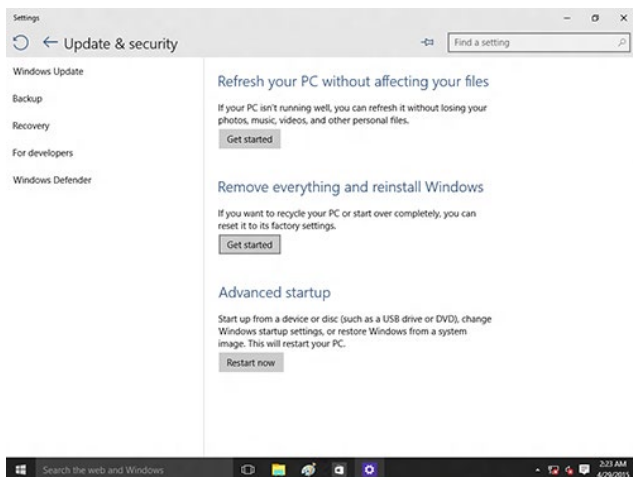 Settings
Update & security
Find a setting
Windows Update
Backup
Recovery
For developers
Windows Defender
Refresh your PC without affecting your files
If your PC isn't running well, you can refresh it without losing your
photos, music, videos, and other personal files.
Get started
Remove everything and reinstall Windows
If you want to recycle your PC or start over completely, you can
reset it to its factory settings.
Get started
Advanced startup
Start up from a device or disc (such as a USB drive or DVD), change
Windows startup settings, or restore Windows from a system
image. This will restart your PC.
Restart now
Search the web and Windows
2:23 AM
4/29/2015